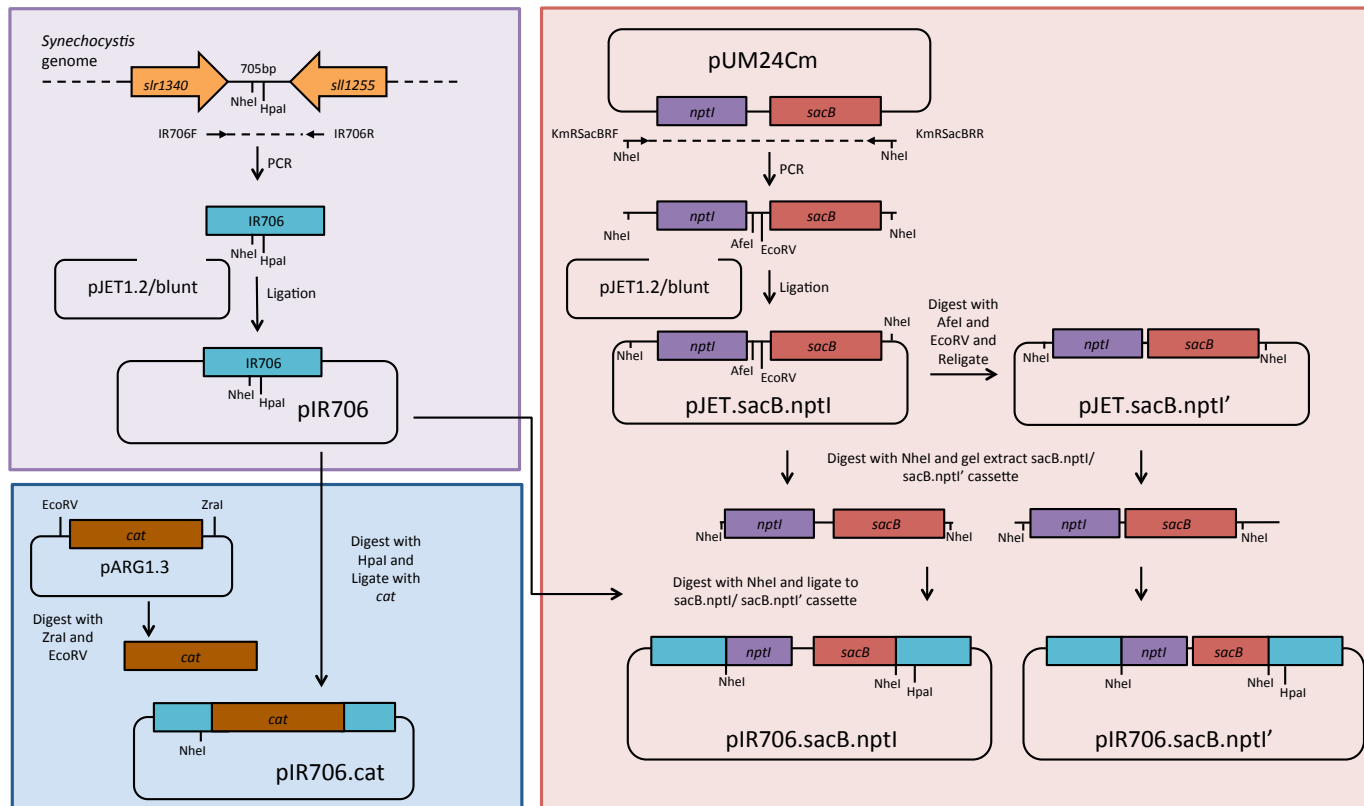 Synechocystis
genome
slr1340
705bp
sll1255
NheI
HpaI
IR706F
IR706R
PCR
IR706
NheI
HpaI
pJET1.2/blunt
Ligation
IR706
NheI
HpaI
pIR706
EcoRV
ZraI
cat
pARG1.3
Digest with
ZraI and
EcoRV
cat
Digest with
HpaI and
Ligate with
cat
cat
NheI
pIR706.cat
pUM24Cm
nptI
sacB
KmRSacBRF
KmRSacBRR
NheI
NheI
PCR
nptI
sacB
NheI
NheI
AfeI
EcoRV
pJET1.2/blunt
Ligation
NheI
nptI
sacB
NheI
AfeI
EcoRV
pJET.sacB.nptI
Digest with
AfeI and
EcoRV and
Religate
nptI
sacB
NheI
NheI
pJET.sacB.nptI’
Digest with NheI and gel extract sacB.nptI/
sacB.nptI’ cassette
nptI
sacB
NheI
NheI
nptI
sacB
NheI
NheI
Digest with NheI and ligate to
sacB.nptI/ sacB.nptI’ cassette
nptI
sacB
NheI
NheI
HpaI
pIR706.sacB.nptI
nptI
sacB
NheI
NheI
HpaI
pIR706.sacB.nptI’